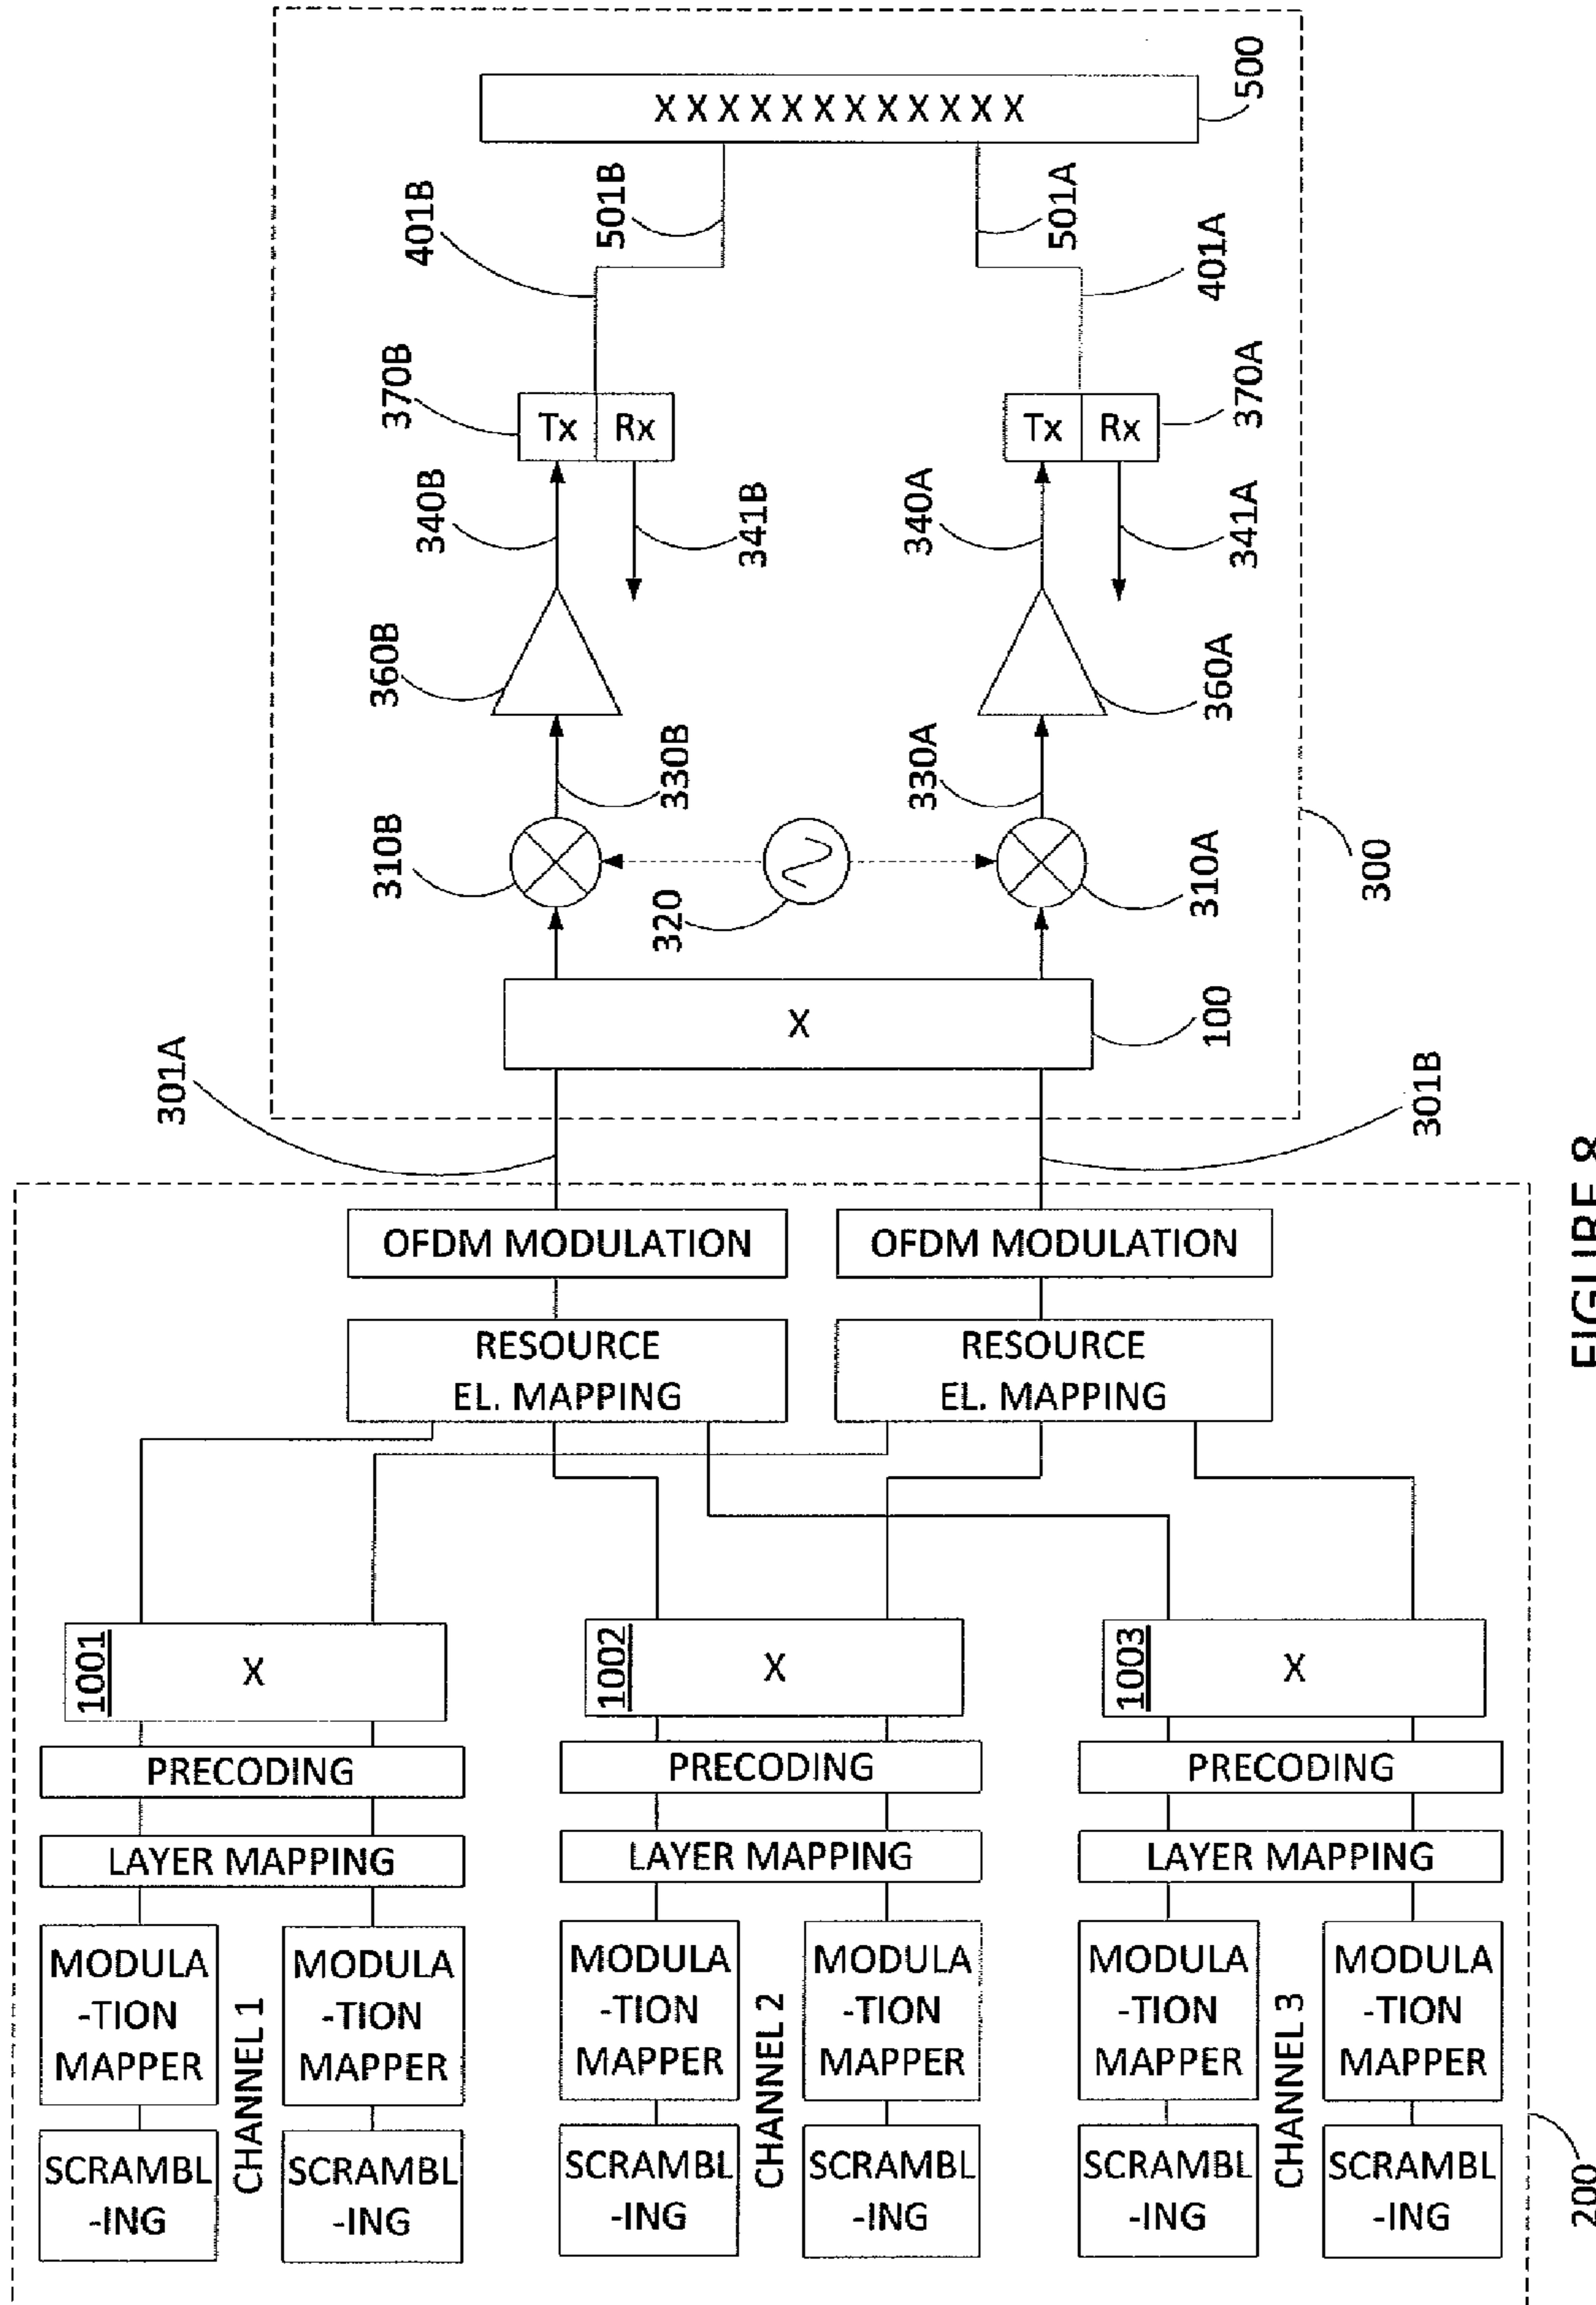 500
X X X X X X X X X X X X
401B
501B
501A
401A
370B
Tx
Rx
Tx
Rx
370A
340B
341B
340A
341A
360B
360A
330B
330A
310B
320
310A
300
X
100
301A
301B
OFDM MODULATION
OFDM MODULATION
RESOURCE
EL. MAPPING
RESOURCE
EL. MAPPING
FIGURE 8
1001
X
1002
X
1003
X
PRECODING
PRECODING
PRECODING
LAYER MAPPING
LAYER MAPPING
LAYER MAPPING
MODULA
-TION
MAPPER
CHANNEL 1
MODULA
-TION
MAPPER
MODULA
-TION
MAPPER
CHANNEL 2
MODULA
-TION
MAPPER
MODULA
-TION
MAPPER
CHANNEL 3
MODULA
-TION
MAPPER
SCRAMBL
-ING
SCRAMBL
-ING
SCRAMBL
-ING
SCRAMBL
-ING
SCRAMBL
-ING
SCRAMBL
-ING
200